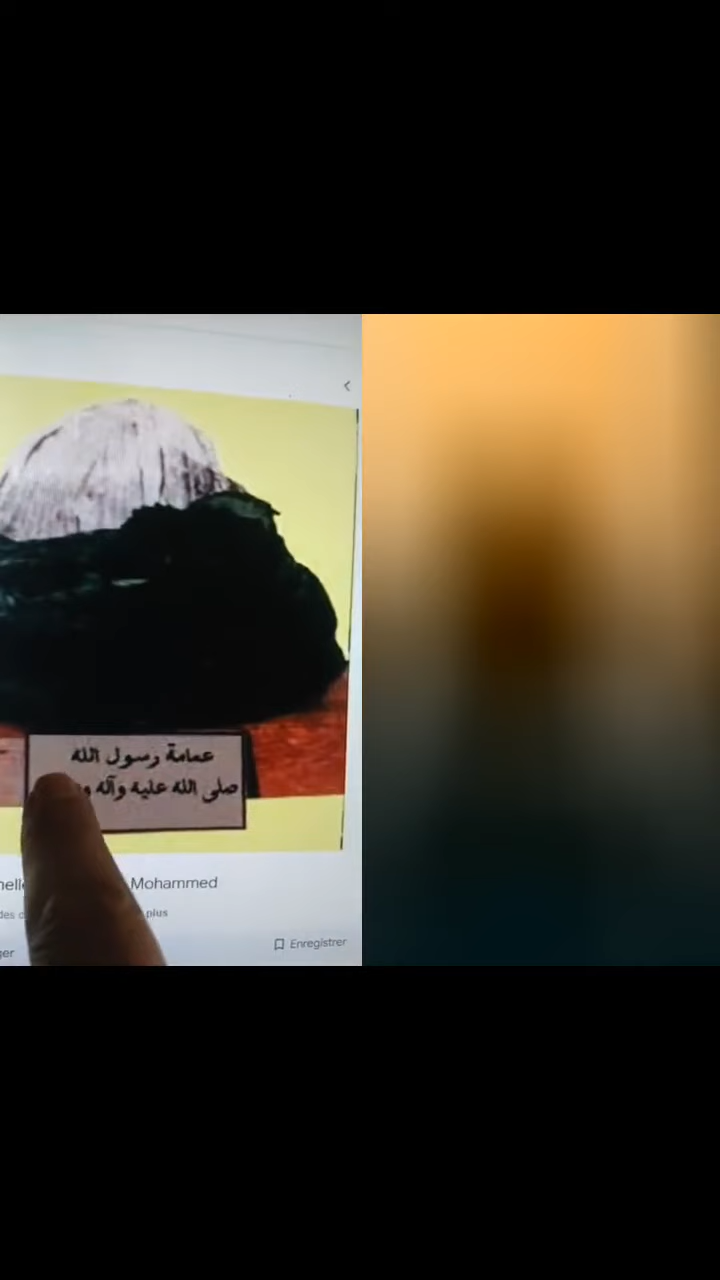 عمامة رسول الله
صلى الله عليه وآله
Mohammed
plus
Enregistrer